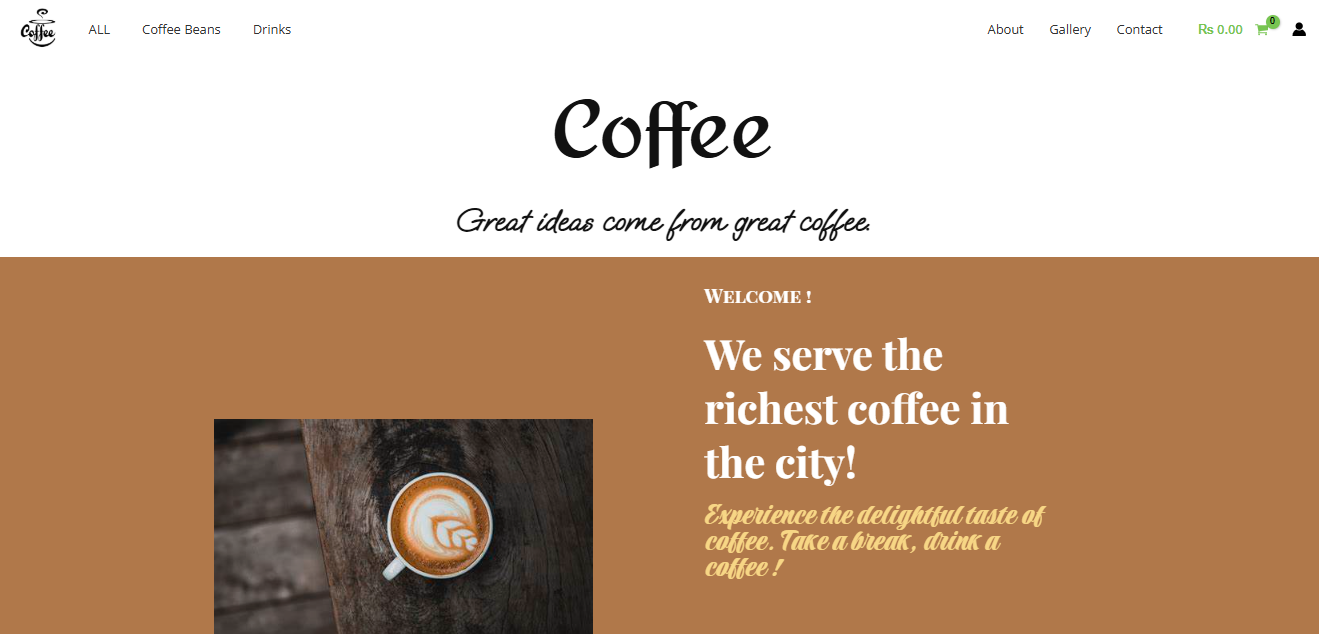 Coffee
ALL
Coffee Beans
Drinks
About
Gallery
Contact
₨ 0.00
0
Coffee
Great ideas come from great coffee.
Welcome !
We serve the
richest coffee in
the city!
Experience the delightful taste of
coffee. Take a break, drink a
coffee !